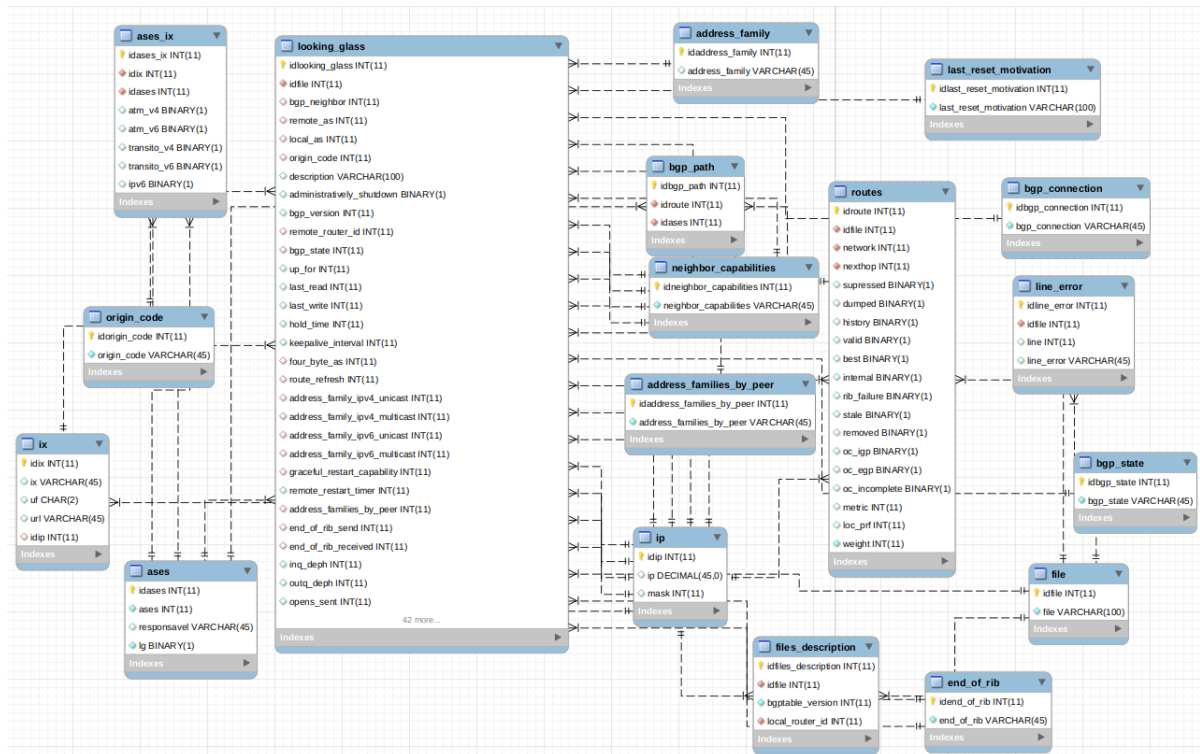 ases_ix
idases_ix INT(11)
idix INT(11)
idases INT(11)
atm_v4 BINARY(1)
atm_v6 BINARY(1)
transito_v4 BINARY(1)
transito_v6 BINARY(1)
ipv6 BINARY(1)
Indexes
origin_code
idorigin_code INT(11)
origin_code VARCHAR(45)
Indexes
ix
idix INT(11)
ix VARCHAR(45)
uf CHAR(2)
url VARCHAR(45)
idip INT(11)
Indexes
ases
idases INT(11)
ases INT(11)
responsavel VARCHAR(45)
lg BINARY(1)
Indexes
looking_glass
idlooking_glass INT(11)
idfile INT(11)
bgp_neighbor INT(11)
remote_as INT(11)
local_as INT(11)
origin_code INT(11)
description VARCHAR(100)
administratively_shutdown BINARY(1)
bgp_version INT(11)
remote_router_id INT(11)
bgp_state INT(11)
up_for INT(11)
last_read INT(11)
last_write INT(11)
hold_time INT(11)
keepalive_interval INT(11)
four_byte_as INT(11)
route_refresh INT(11)
address_family_ipv4_unicast INT(11)
address_family_ipv4_multicast INT(11)
address_family_ipv6_unicast INT(11)
address_family_ipv6_multicast INT(11)
graceful_restart_capability INT(11)
remote_restart_timer INT(11)
address_families_by_peer INT(11)
end_of_rib_send INT(11)
end_of_rib_received INT(11)
inq_deph INT(11)
outq_deph INT(11)
opens_sent INT(11)
42 more...
Indexes
address_family
idaddress_family INT(11)
address_family VARCHAR(45)
Indexes
last_reset_motivation
idlast_reset_motivation INT(11)
last_reset_motivation VARCHAR(100)
Indexes
bgp_path
idbgp_path INT(11)
idroute INT(11)
idases INT(11)
Indexes
neighbor_capabilities
idneighbor_capabilities INT(11)
neighbor_capabilities VARCHAR(45)
Indexes
address_families_by_peer
idaddress_families_by_peer INT(11)
address_families_by_peer VARCHAR(45)
Indexes
ip
idip INT(11)
ip DECIMAL(45,0)
mask INT(11)
Indexes
routes
idroute INT(11)
idfile INT(11)
network INT(11)
nexthop INT(11)
supressed BINARY(1)
dumped BINARY(1)
history BINARY(1)
valid BINARY(1)
best BINARY(1)
internal BINARY(1)
rib_failure BINARY(1)
stale BINARY(1)
removed BINARY(1)
oc_igp BINARY(1)
oc_egp BINARY(1)
oc_incomplete BINARY(1)
metric INT(11)
loc_prf INT(11)
weight INT(11)
Indexes
bgp_connection
idbgp_connection INT(11)
bgp_connection VARCHAR(45)
Indexes
line_error
idline_error INT(11)
idfile INT(11)
line INT(11)
line_error VARCHAR(45)
Indexes
bgp_state
idbgp_state INT(11)
bgp_state VARCHAR(45)
Indexes
file
idfile INT(11)
file VARCHAR(100)
Indexes
files_description
idfiles_description INT(11)
idfile INT(11)
bgptable_version INT(11)
local_router_id INT(11)
Indexes
end_of_rib
idend_of_rib INT(11)
end_of_rib VARCHAR(45)
Indexes